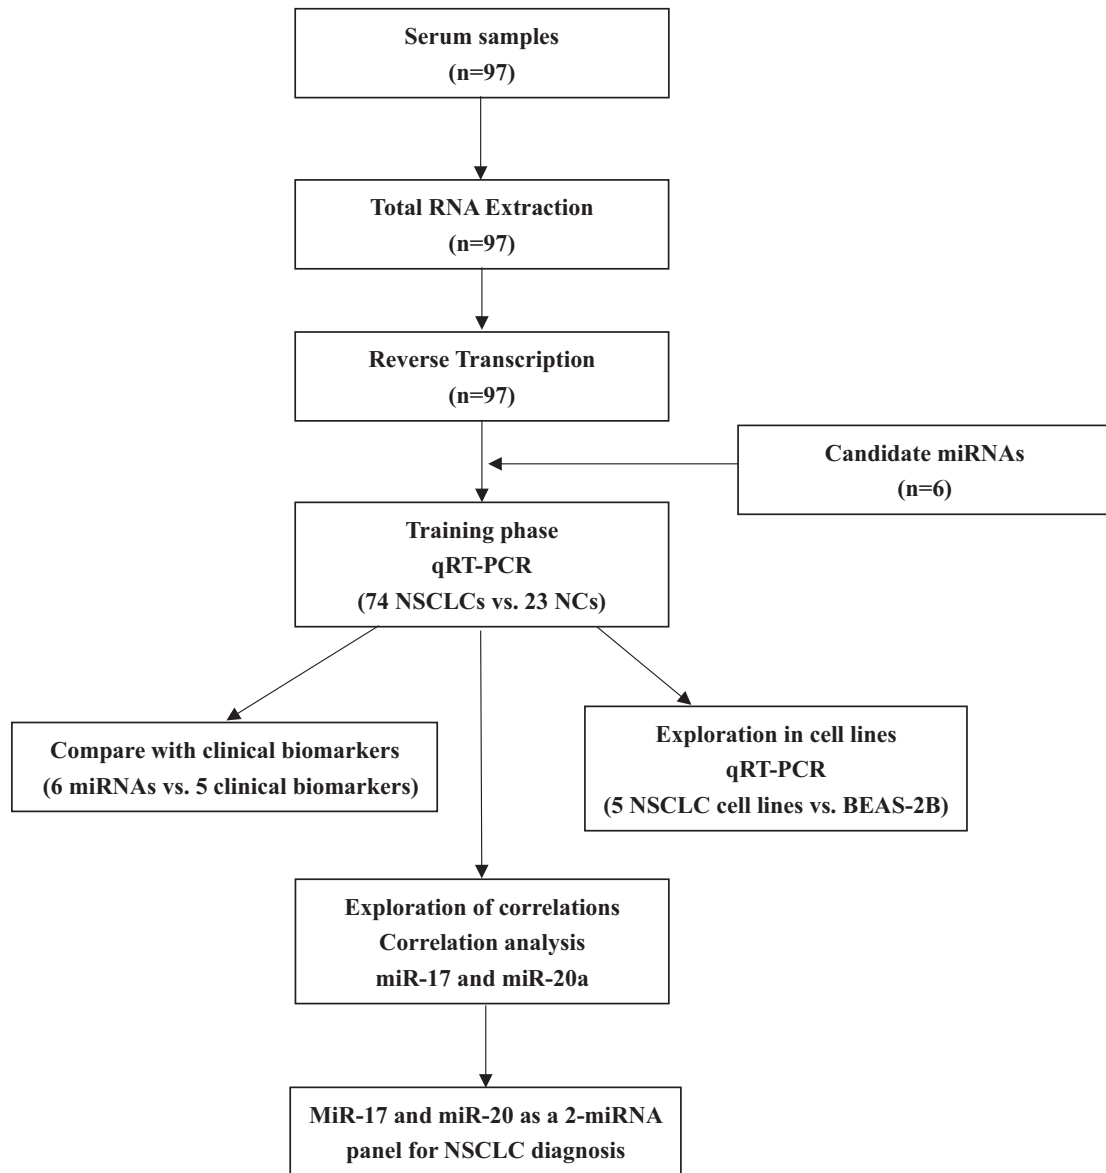 Serum samples
(n=97)
Total RNA Extraction
(n=97)
Reverse Transcription
(n=97)
Candidate miRNAs
(n=6)
Training phase
qRT-PCR
(74 NSCLCs vs. 23 NCs)
Compare with clinical biomarkers
(6 miRNAs vs. 5 clinical biomarkers)
Exploration in cell lines
qRT-PCR
(5 NSCLC cell lines vs. BEAS-2B)
Exploration of correlations
Correlation analysis
miR-17 and miR-20a
MiR-17 and miR-20 as a 2-miRNA
panel for NSCLC diagnosis